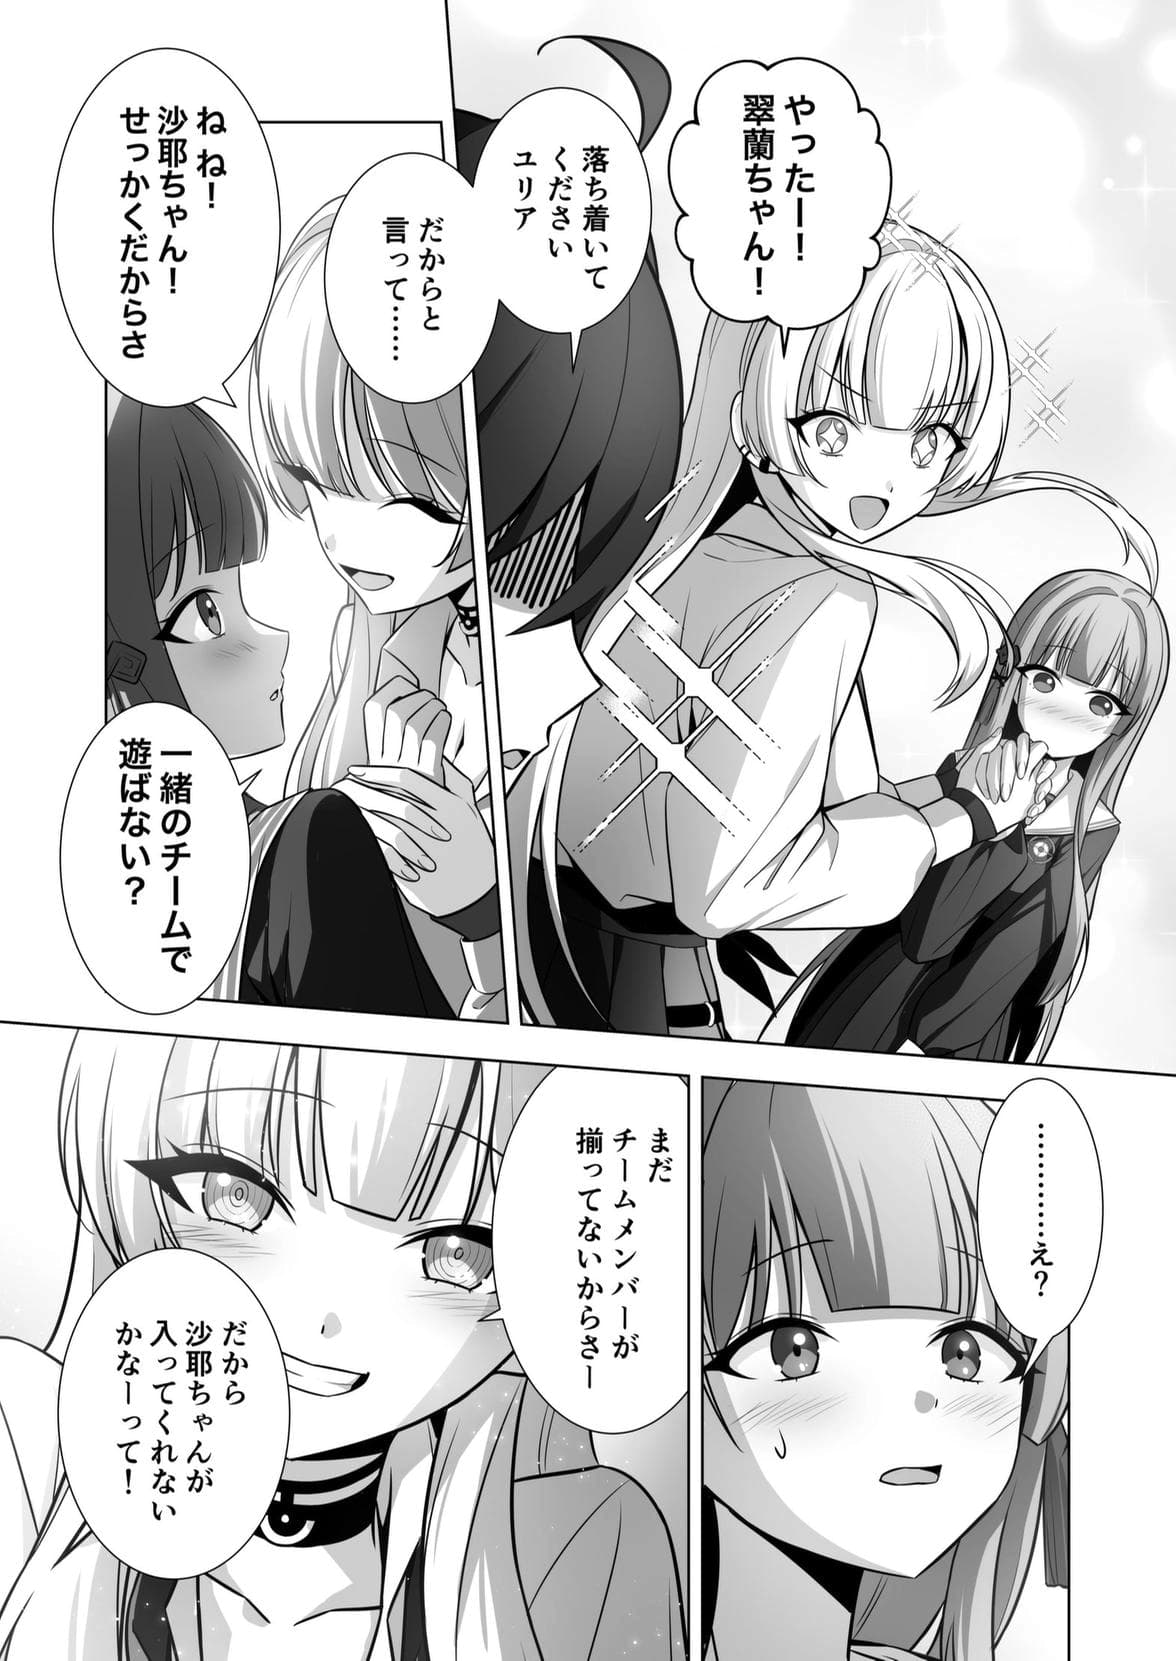 やったー！
翠蘭ちゃん！
落ち着いて
ください
ユリア
だからと
言って……
ねね！
沙耶ちゃん！
せっかくだからさ
一緒のチームで
遊ばない？
…………え？
まだ
チームメンバーが
揃ってないからさー
だから
沙耶ちゃんが
入ってくれない
かなーって！